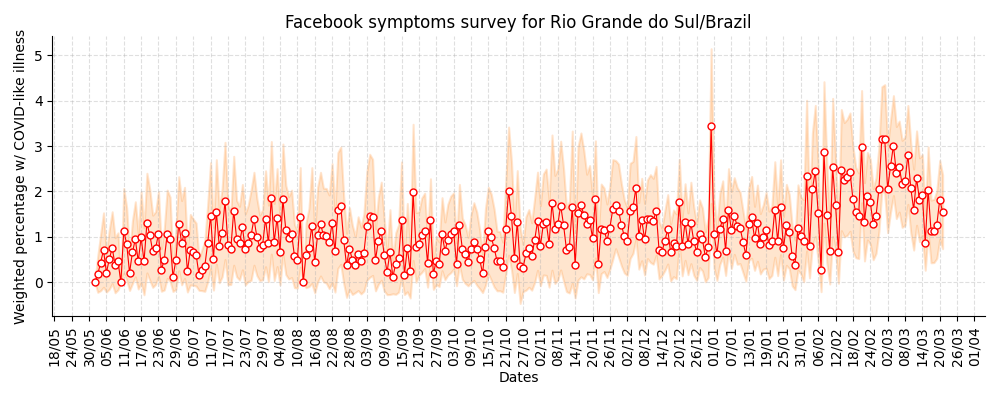 Facebook symptoms survey for Rio Grande do Sul/Brazil
Weighted percentage w/ COVID-like illness
5
4
3
2
1
0
18/05 24/05 30/05 05/06 11/06 17/06 23/06 29/06 05/07 11/07 17/07 23/07 29/07 04/08 10/08 16/08 22/08 28/08 03/09 09/09 15/09 21/09 27/09 03/10 09/10 15/10 21/10 27/10 02/11 08/11 14/11 20/11 26/11 02/12 08/12 14/12 20/12 26/12 01/01 07/01 13/01 19/01 25/01 31/01 06/02 12/02 18/02 24/02 02/03 08/03 14/03 20/03 26/03 01/04
Dates